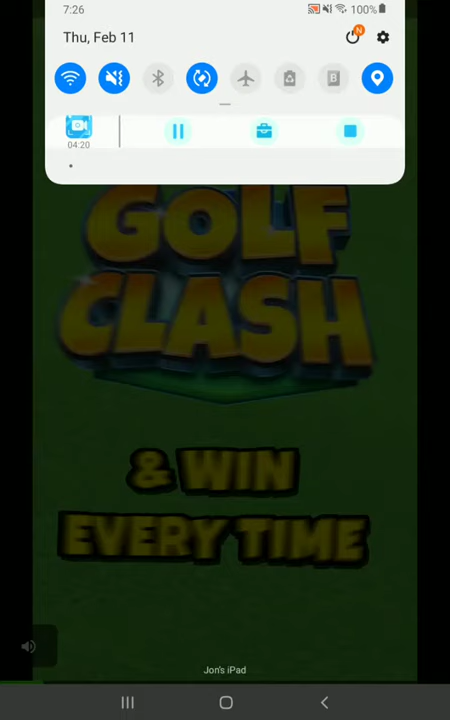 7:26
100%
Thu, Feb 11
N
B
04:20
GOLF
CLASH
& WIN
EVERY TIME
Jon's iPad